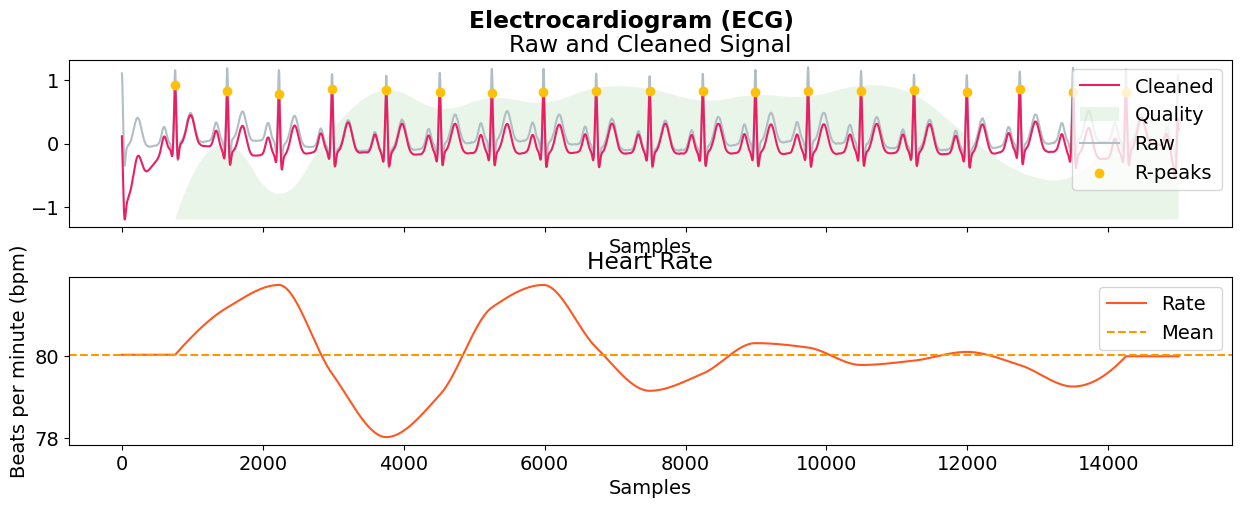 Electrocardiogram (ECG)
Raw and Cleaned Signal
1
0
−1
Cleaned
Quality
Raw
R-peaks
Samples
Heart Rate
Beats per minute (bpm)
80
78
Rate
Mean
0 2000 4000 6000 8000 10000 12000 14000
Samples